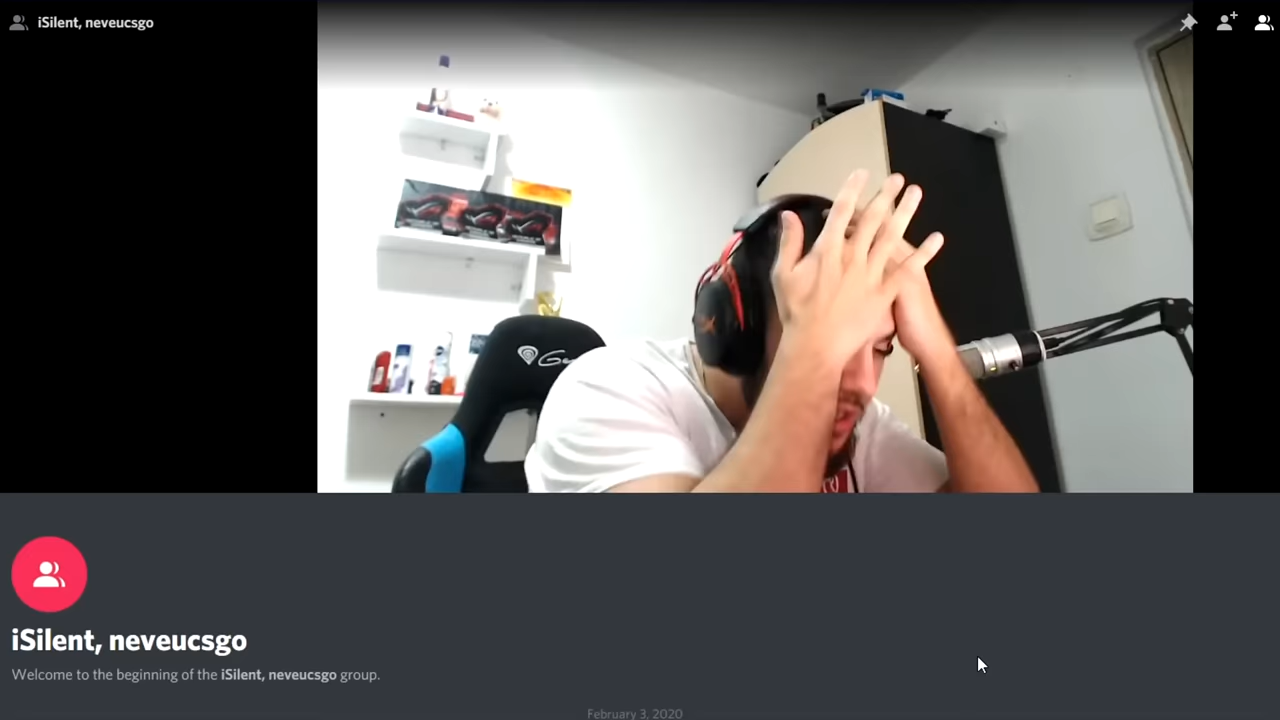 iSilent, neveucsgo
iSilent, neveucsgo
Welcome to the beginning of the iSilent, neveucsgo group.
February 3, 2020